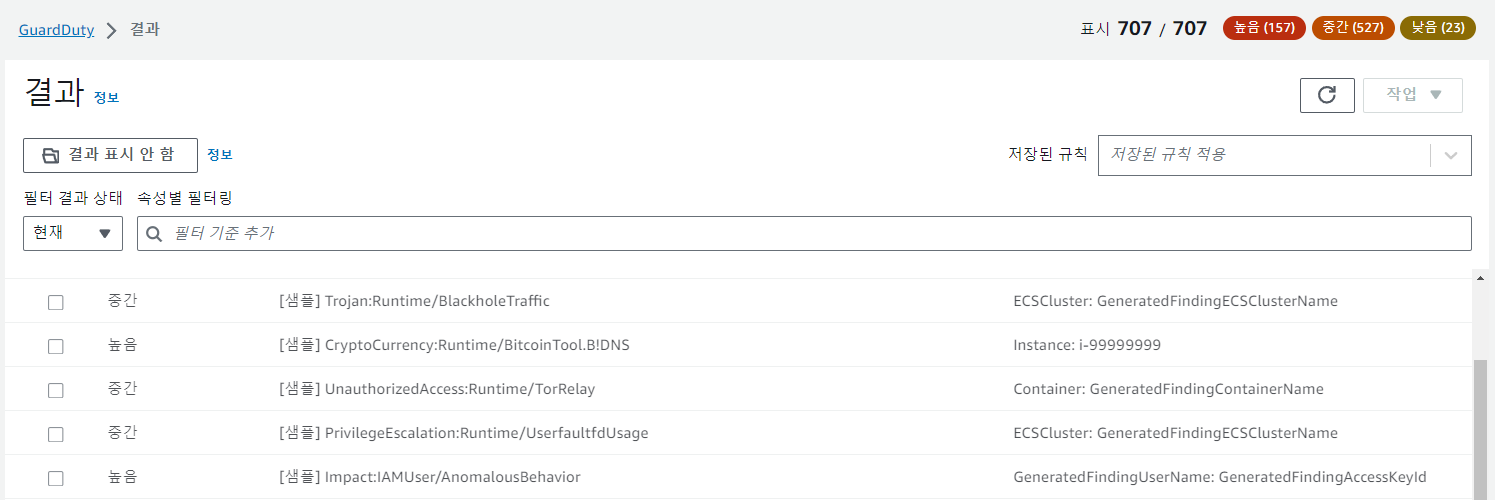 GuardDuty > 결과 표시 707 / 707 높음 (157) 중간 (527) 낮음 (23)
결과 정보 작업
결과 표시 안 함 정보 저장된 규칙 저장된 규칙 적용
필터 결과 상태 속성별 필터링
현재 필터 기준 추가
중간 [샘플] Trojan:Runtime/BlackholeTraffic ECSCluster: GeneratedFindingECSClusterName
높음 [샘플] CryptoCurrency:Runtime/BitcoinTool.B!DNS Instance: i-99999999
중간 [샘플] UnauthorizedAccess:Runtime/TorRelay Container: GeneratedFindingContainerName
중간 [샘플] PrivilegeEscalation:Runtime/UserfaultfdUsage ECSCluster: GeneratedFindingECSClusterName
높음 [샘플] Impact:IAMUser/AnomalousBehavior GeneratedFindingUserName: GeneratedFindingAccessKeyId